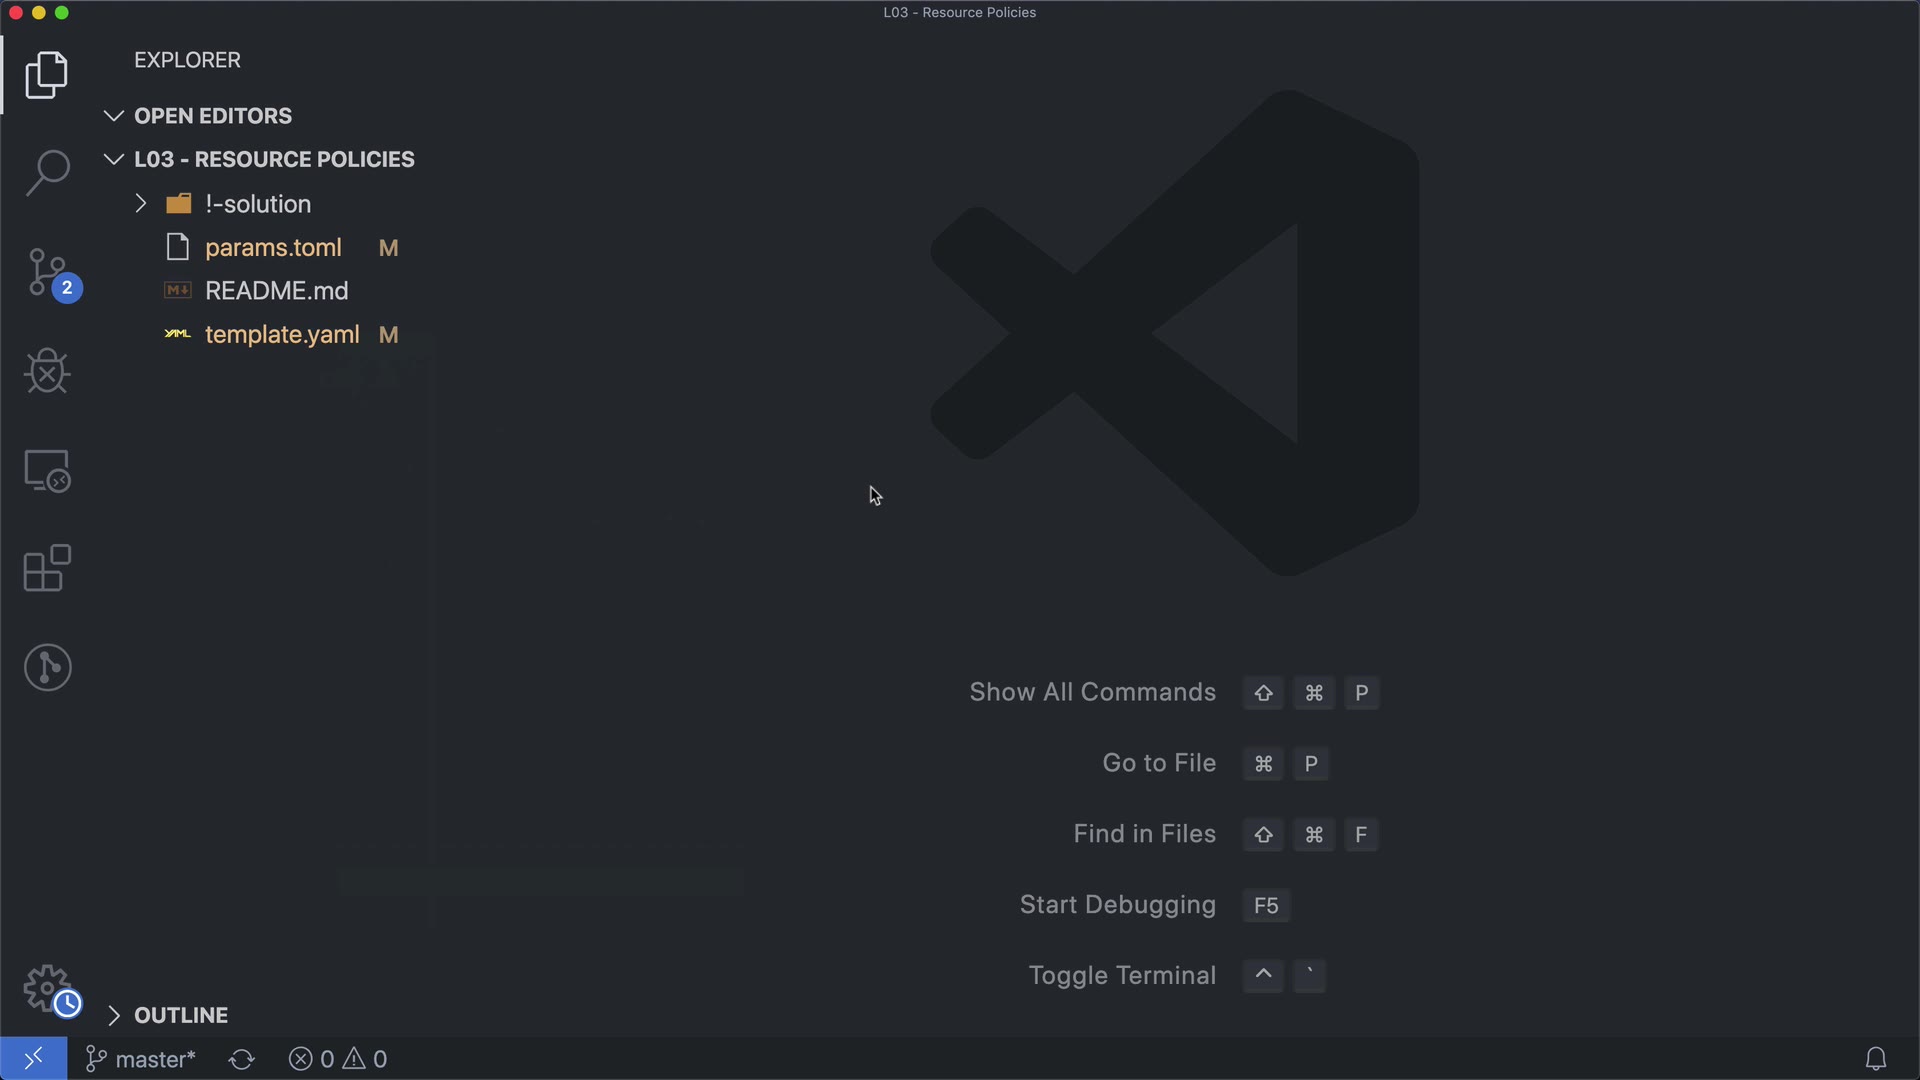 L03 - Resource Policies
EXPLORER
OPEN EDITORS
L03 - RESOURCE POLICIES
!-solution
params.toml M
M↓ README.md
YAML template.yaml M
2
Show All Commands ⇧ ⌘ P
Go to File ⌘ P
Find in Files ⇧ ⌘ F
Start Debugging F5
Toggle Terminal ^ `
OUTLINE
master* 0 0